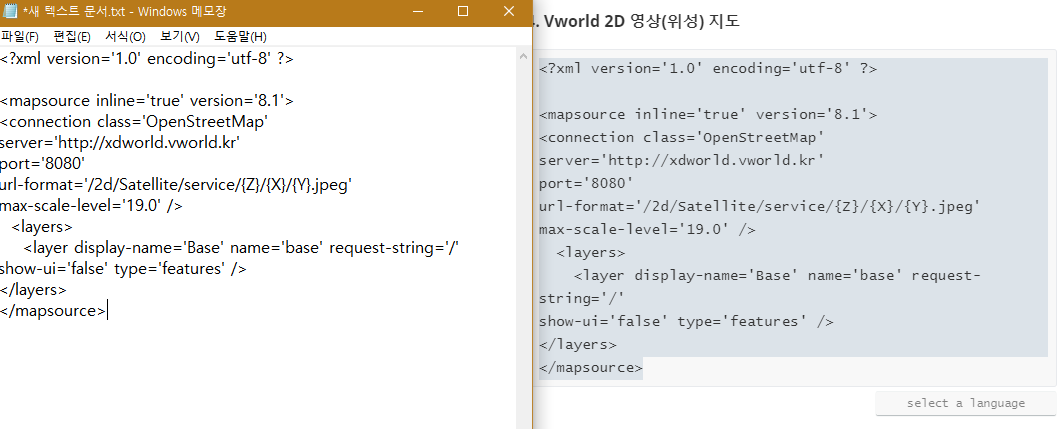 *새 텍스트 문서.txt - Windows 메모장
파일(F) 편집(E) 서식(O) 보기(V) 도움말(H)
<?xml version='1.0' encoding='utf-8' ?>
<mapsource inline='true' version='8.1'>
<connection class='OpenStreetMap'
server='http://xdworld.vworld.kr'
port='8080'
url-format='/2d/Satellite/service/{Z}/{X}/{Y}.jpeg'
max-scale-level='19.0' />
<layers>
<layer display-name='Base' name='base' request-string='/'
show-ui='false' type='features' />
</layers>
</mapsource>
. Vworld 2D 영상(위성) 지도
<?xml version='1.0' encoding='utf-8' ?>
<mapsource inline='true' version='8.1'>
<connection class='OpenStreetMap'
server='http://xdworld.vworld.kr'
port='8080'
url-format='/2d/Satellite/service/{Z}/{X}/{Y}.jpeg'
max-scale-level='19.0' />
<layers>
<layer display-name='Base' name='base' request-
string='/'
show-ui='false' type='features' />
</layers>
</mapsource>
select a language